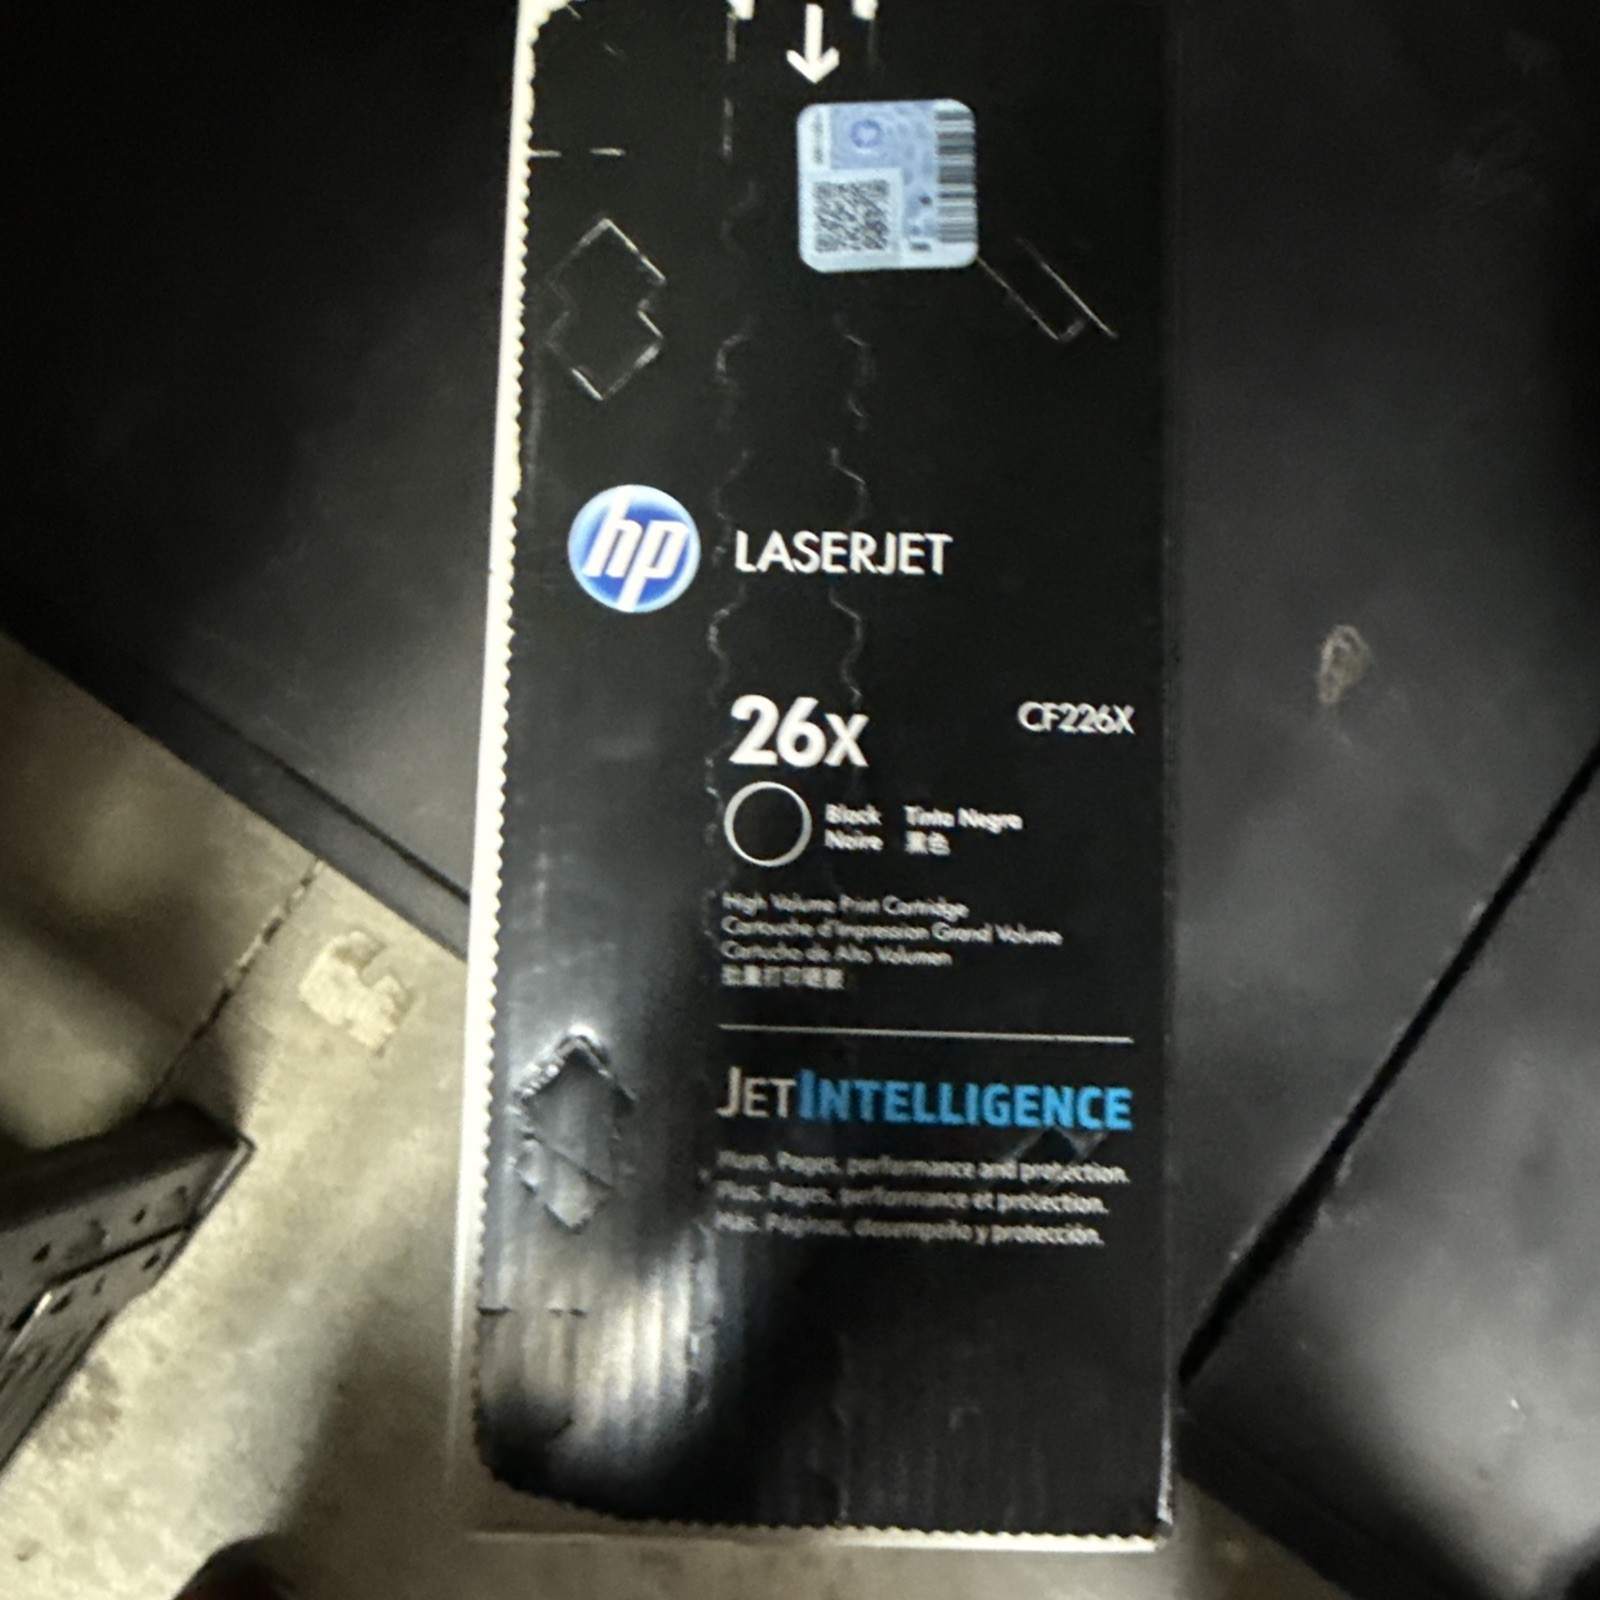 hp LASERJET
26X CF226X
Black Tinta Negra
Noire 黑色
High Volume Print Cartridge
Cartouche d'impression Grand Volume
Cartucho de Alto Volumen
JETINTELLIGENCE
More. Pages, performance and protection.
Plus. Pages, performance et protection.
Más. Páginas, desempeño y protección.